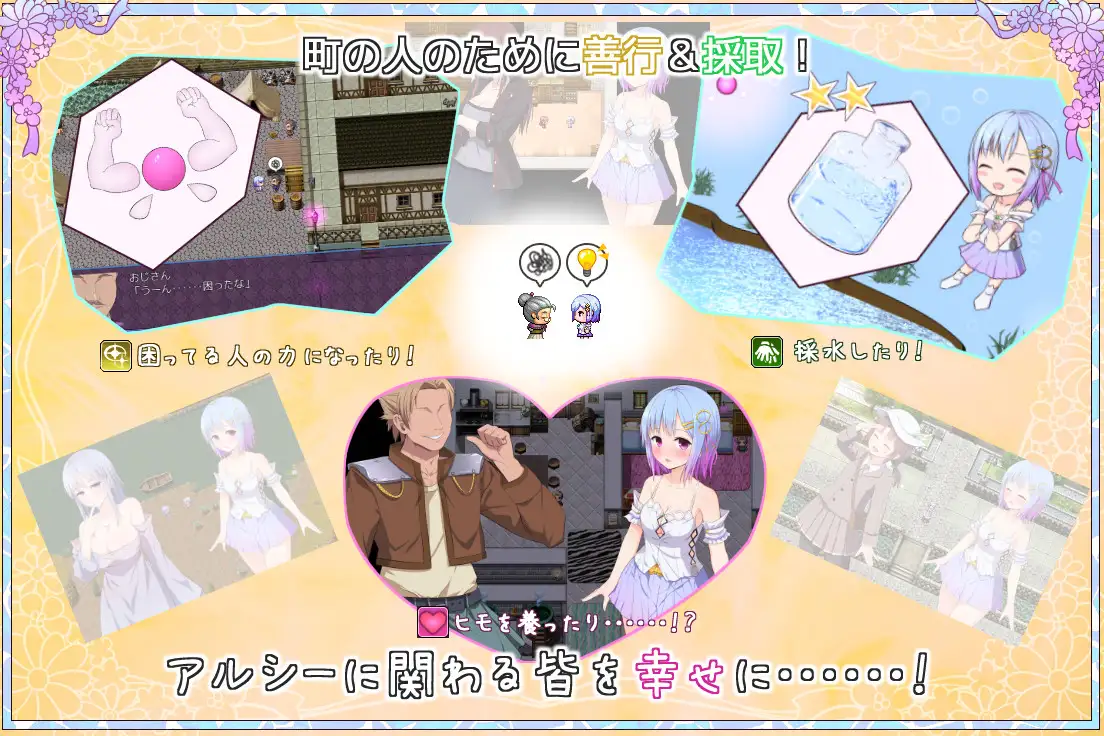 町の人のために善行&採取!
おじさん
「うーん……困ったな」
困ってる人の力になったり!
採水したり!
ヒモを養ったり……!?
アルシーに関わる皆を幸せに……!